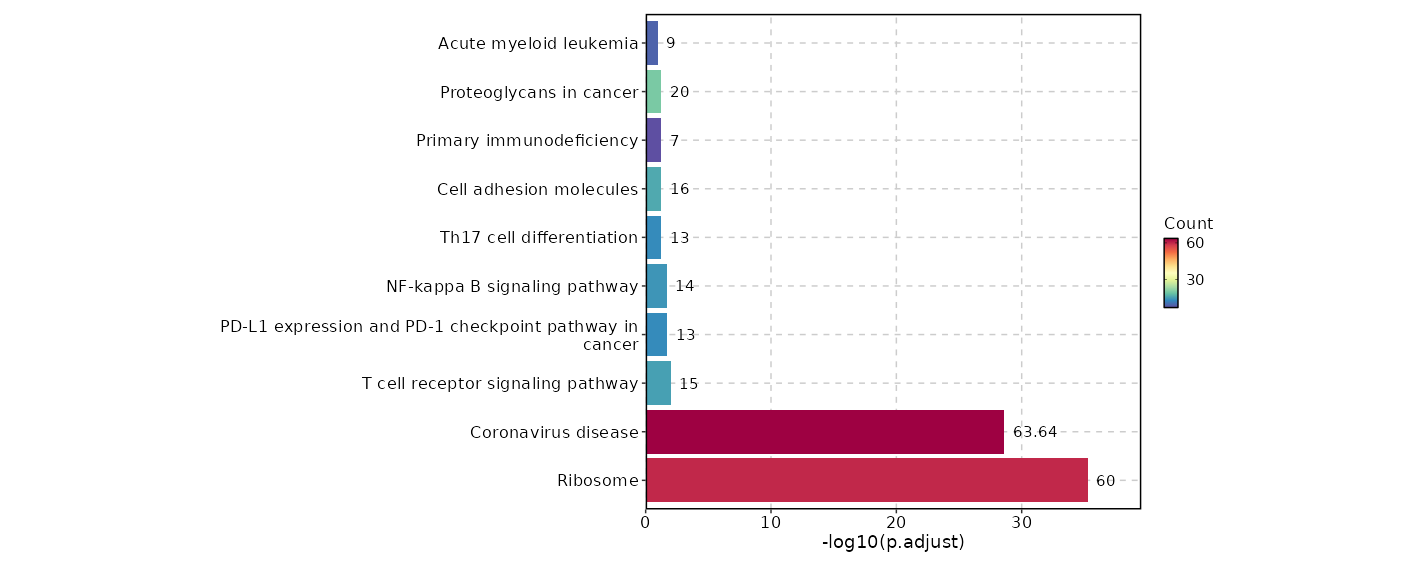 Acute myeloid leukemia 9
Proteoglycans in cancer 20
Primary immunodeficiency 7
Cell adhesion molecules 16
Th17 cell differentiation 13
NF-kappa B signaling pathway 14
PD-L1 expression and PD-1 checkpoint pathway in
cancer 13
T cell receptor signaling pathway 15
Coronavirus disease 63.64
Ribosome 60
0 10 20 30
-log10(p.adjust)
Count
60
30